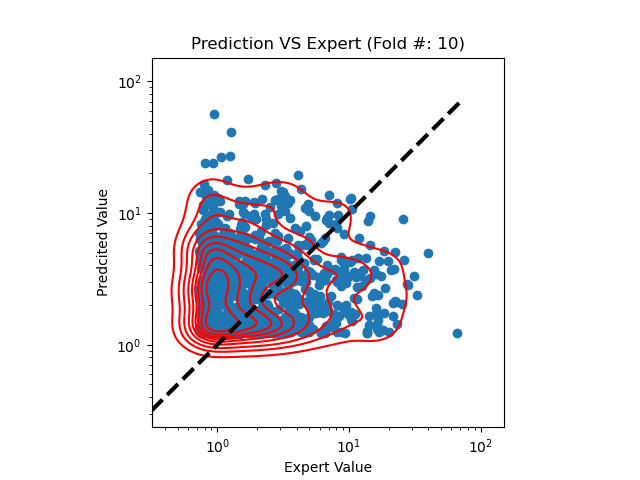 Prediction VS Expert (Fold #: 10)
10²
10¹
10⁰
Predcited Value
10⁰
10¹
10²
Expert Value